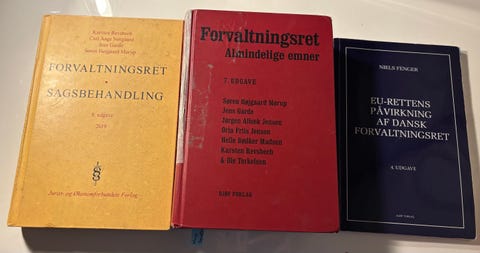 Karsten Revsbech
Carl Aage Nørgaard
Jens Garde
Søren Højgaard Mørup
FORVALTNINGSRET
SAGSBEHANDLING
8. udgave
2019
Jurist- og Økonomforbundets Forlag
Forvaltningsret
Almindelige emner
7. UDGAVE
Søren Højgaard Mørup
Jens Garde
Jørgen Albæk Jensen
Orla Friis Jensen
Helle Bødker Madsen
Karsten Revsbech
& Ole Terkelsen
DJØF FORLAG
NIELS FENGER
EU-RETTENS
PÅVIRKNING
AF DANSK
FORVALTNINGSRET
4. UDGAVE
DJØF FORLAG